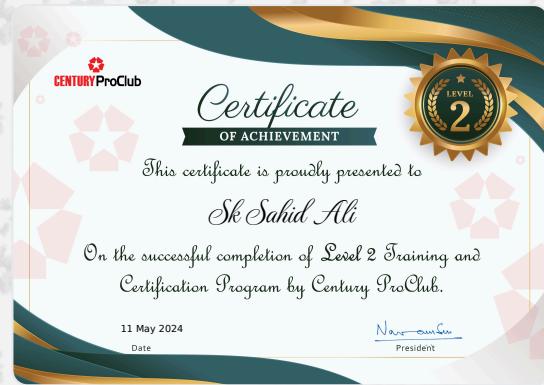 CENTURY ProClub
LEVEL
2
Certificate
OF ACHIEVEMENT
This certificate is proudly presented to
Sk Sahid Ali
On the successful completion of Level 2 Training and
Certification Program by Century ProClub.
11 May 2024
Date
President